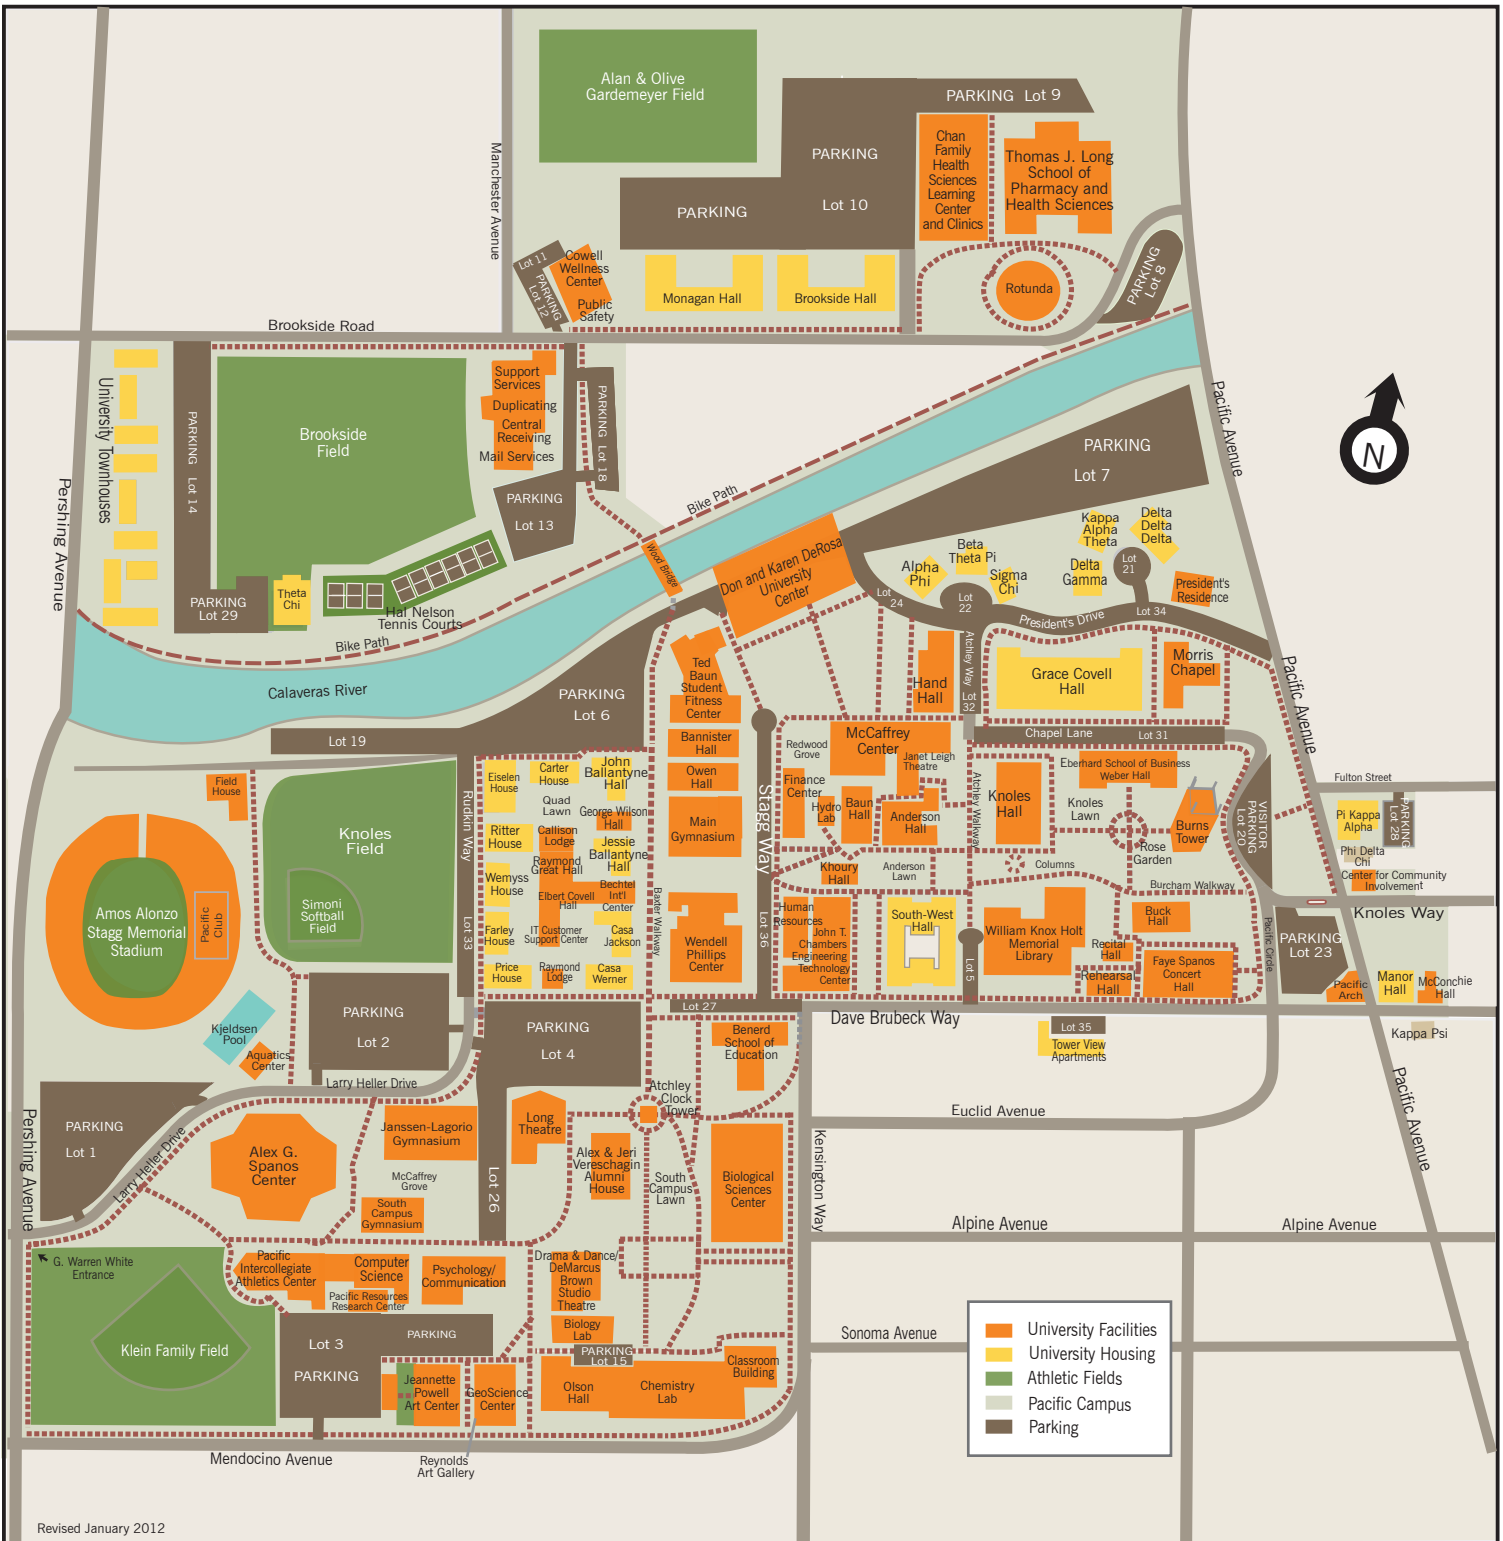 Alan & Olive
Gardemeyer Field
PARKING Lot 9
PARKING
Lot 10
PARKING
Chan
Family
Health
Sciences
Learning
Center
and Clinics
Thomas J. Long
School of
Pharmacy and
Health Sciences
Manchester Avenue
Lot 11
PARKING
Lot 12
Cowell
Wellness
Center
Public
Safety
Monagan Hall
Brookside Hall
Rotunda
PARKING
Lot 8
Brookside Road
University Townhouses
PARKING Lot 14
Brookside
Field
Support
Services
Duplicating
Central
Receiving
Mail Services
PARKING Lot 18
PARKING
Lot 13
Pershing Avenue
Pacific Avenue
N
PARKING
Lot 7
Bike Path
Wood Bridge
Don and Karen DeRosa
University
Center
Kappa
Alpha
Theta
Delta
Delta
Delta
Beta
Theta Pi
Alpha
Phi
Sigma
Chi
Delta
Gamma
Lot
21
President's
Residence
Lot
24
Lot
22
Lot 34
President's Drive
PARKING
Lot 29
Theta
Chi
Hal Nelson
Tennis Courts
Bike Path
Calaveras River
PARKING
Lot 6
Lot 19
Ted
Baun
Student
Fitness
Center
Hand
Hall
Atchley Way
Lot
32
Grace Covell
Hall
Morris
Chapel
Pacific Avenue
Bannister
Hall
Owen
Hall
Main
Gymnasium
Stagg Way
Redwood
Grove
McCaffrey
Center
Janet Leigh
Theatre
Chapel Lane
Lot 31
Eberhard School of Business
Weber Hall
Fulton Street
Field
House
Knoles
Field
Rudkin Way
Eiselen
House
Carter
House
John
Ballantyne
Hall
Quad
Lawn
George Wilson
Hall
Finance
Center
Hydro
Lab
Baun
Hall
Anderson
Hall
Atchley Walkway
Knoles
Hall
Knoles
Lawn
Burns
Tower
VISITOR
PARKING
Lot 20
Pi Kappa
Alpha
PARKING
Lot 28
Ritter
House
Callison
Lodge
Jessie
Ballantyne
Hall
Raymond
Great Hall
Wemyss
House
Elbert Covell
Hall
Bechtel
Int'l
Center
Khoury
Hall
Anderson
Lawn
Columns
Rose
Garden
Burcham Walkway
Phi Delta
Chi
Center for Community
Involvement
Knoles Way
Amos Alonzo
Stagg Memorial
Stadium
Pacific
Club
Simoni
Softball
Field
Lot 33
Farley
House
IT Customer
Support Center
Casa
Jackson
Baxter Walkway
Wendell
Phillips
Center
Lot 36
Human
Resources
John T.
Chambers
Engineering
Technology
Center
South-West
Hall
Lot 5
William Knox Holt
Memorial
Library
Buck
Hall
Recital
Hall
Rehearsal
Hall
Faye Spanos
Concert
Hall
Pacific Circle
PARKING
Lot 23
Price
House
Raymond
Lodge
Casa
Werner
Pacific
Arch
Manor
Hall
McConchie
Hall
Kappa Psi
Kjeldsen
Pool
Aquatics
Center
PARKING
Lot 2
Larry Heller Drive
PARKING
Lot 4
Lot 27
Benerd
School of
Education
Dave Brubeck Way
Lot 35
Tower View
Apartments
Pershing Avenue
PARKING
Lot 1
Larry Heller Drive
Alex G.
Spanos
Center
Janssen-Lagorio
Gymnasium
McCaffrey
Grove
South
Campus
Gymnasium
Lot 26
Long
Theatre
Atchley
Clock
Tower
Alex & Jeri
Vereschagin
Alumni
House
South
Campus
Lawn
Biological
Sciences
Center
Kensington Way
Euclid Avenue
Pacific Avenue
Alpine Avenue
Alpine Avenue
G. Warren White
Entrance
Pacific
Intercollegiate
Athletics Center
Computer
Science
Pacific Resources
Research Center
Psychology/
Communication
Drama & Dance/
DeMarcus
Brown
Studio
Theatre
Biology
Lab
Klein Family Field
Lot 3
PARKING
PARKING
PARKING
Lot 15
Classroom
Building
Jeannette
Powell
Art Center
GeoScience
Center
Olson
Hall
Chemistry
Lab
Sonoma Avenue
Mendocino Avenue
Reynolds
Art Gallery
University Facilities
University Housing
Athletic Fields
Pacific Campus
Parking
Revised January 2012